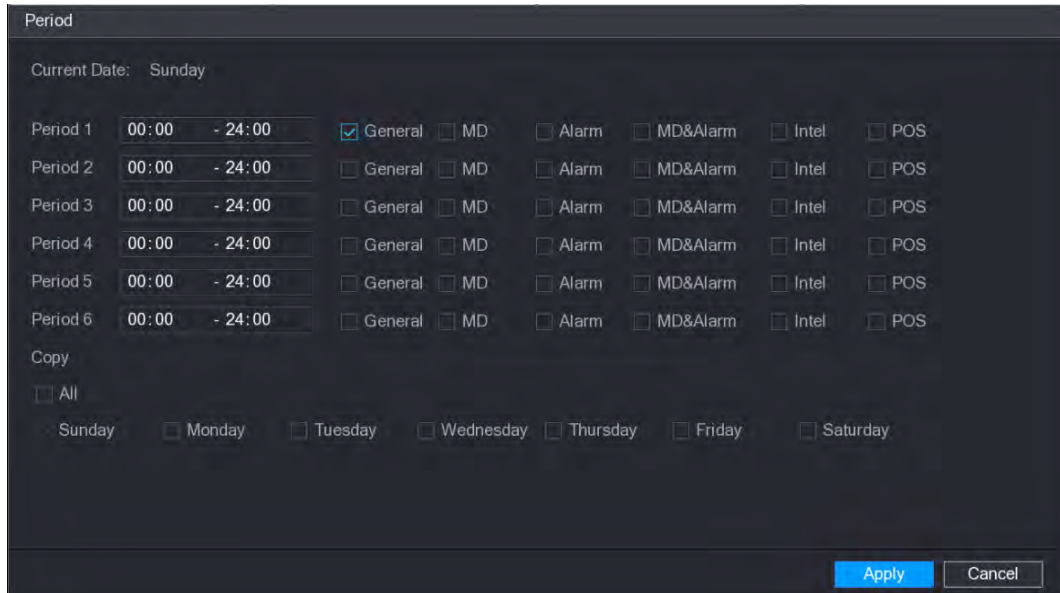 Period
Current Date: Sunday
Period 1 00:00 - 24:00 General MD Alarm MD&Alarm Intel POS
Period 2 00:00 - 24:00 General MD Alarm MD&Alarm Intel POS
Period 3 00:00 - 24:00 General MD Alarm MD&Alarm Intel POS
Period 4 00:00 - 24:00 General MD Alarm MD&Alarm Intel POS
Period 5 00:00 - 24:00 General MD Alarm MD&Alarm Intel POS
Period 6 00:00 - 24:00 General MD Alarm MD&Alarm Intel POS
Copy
All
Sunday Monday Tuesday Wednesday Thursday Friday Saturday
Apply Cancel